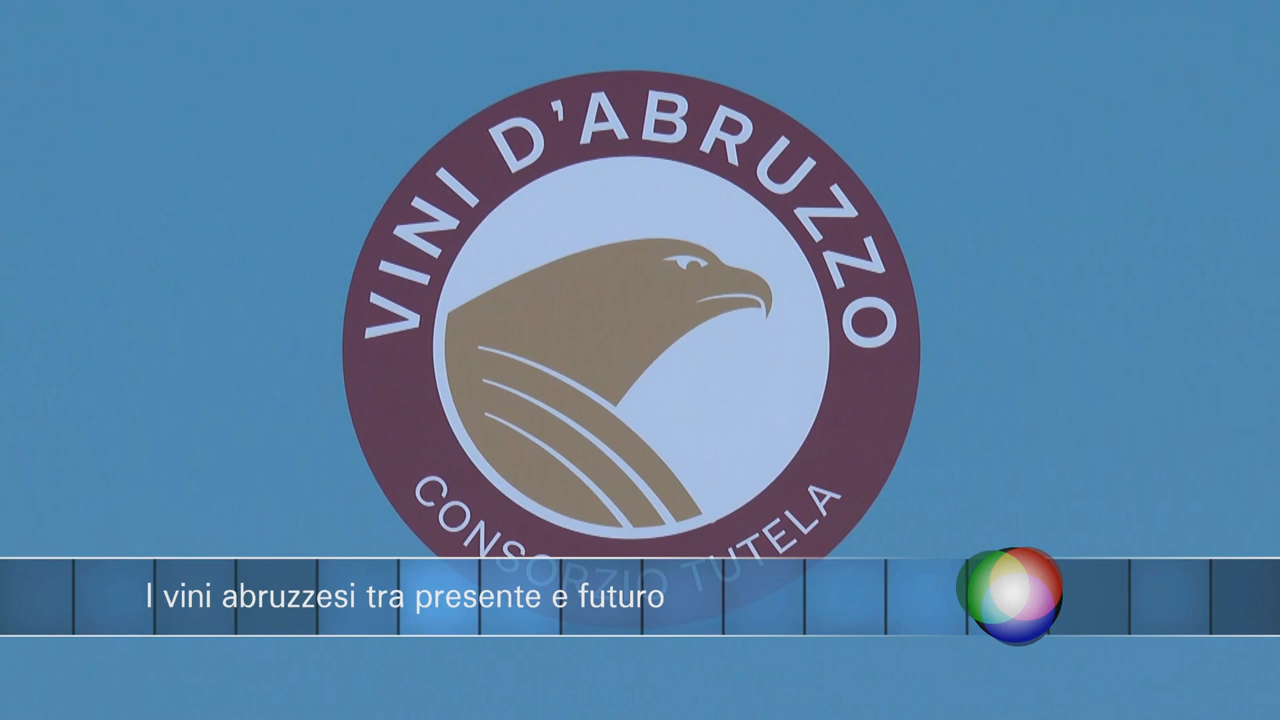 VINI D'ABRUZZO
CONSORZIO TUTELA
I vini abruzzesi tra presente e futuro